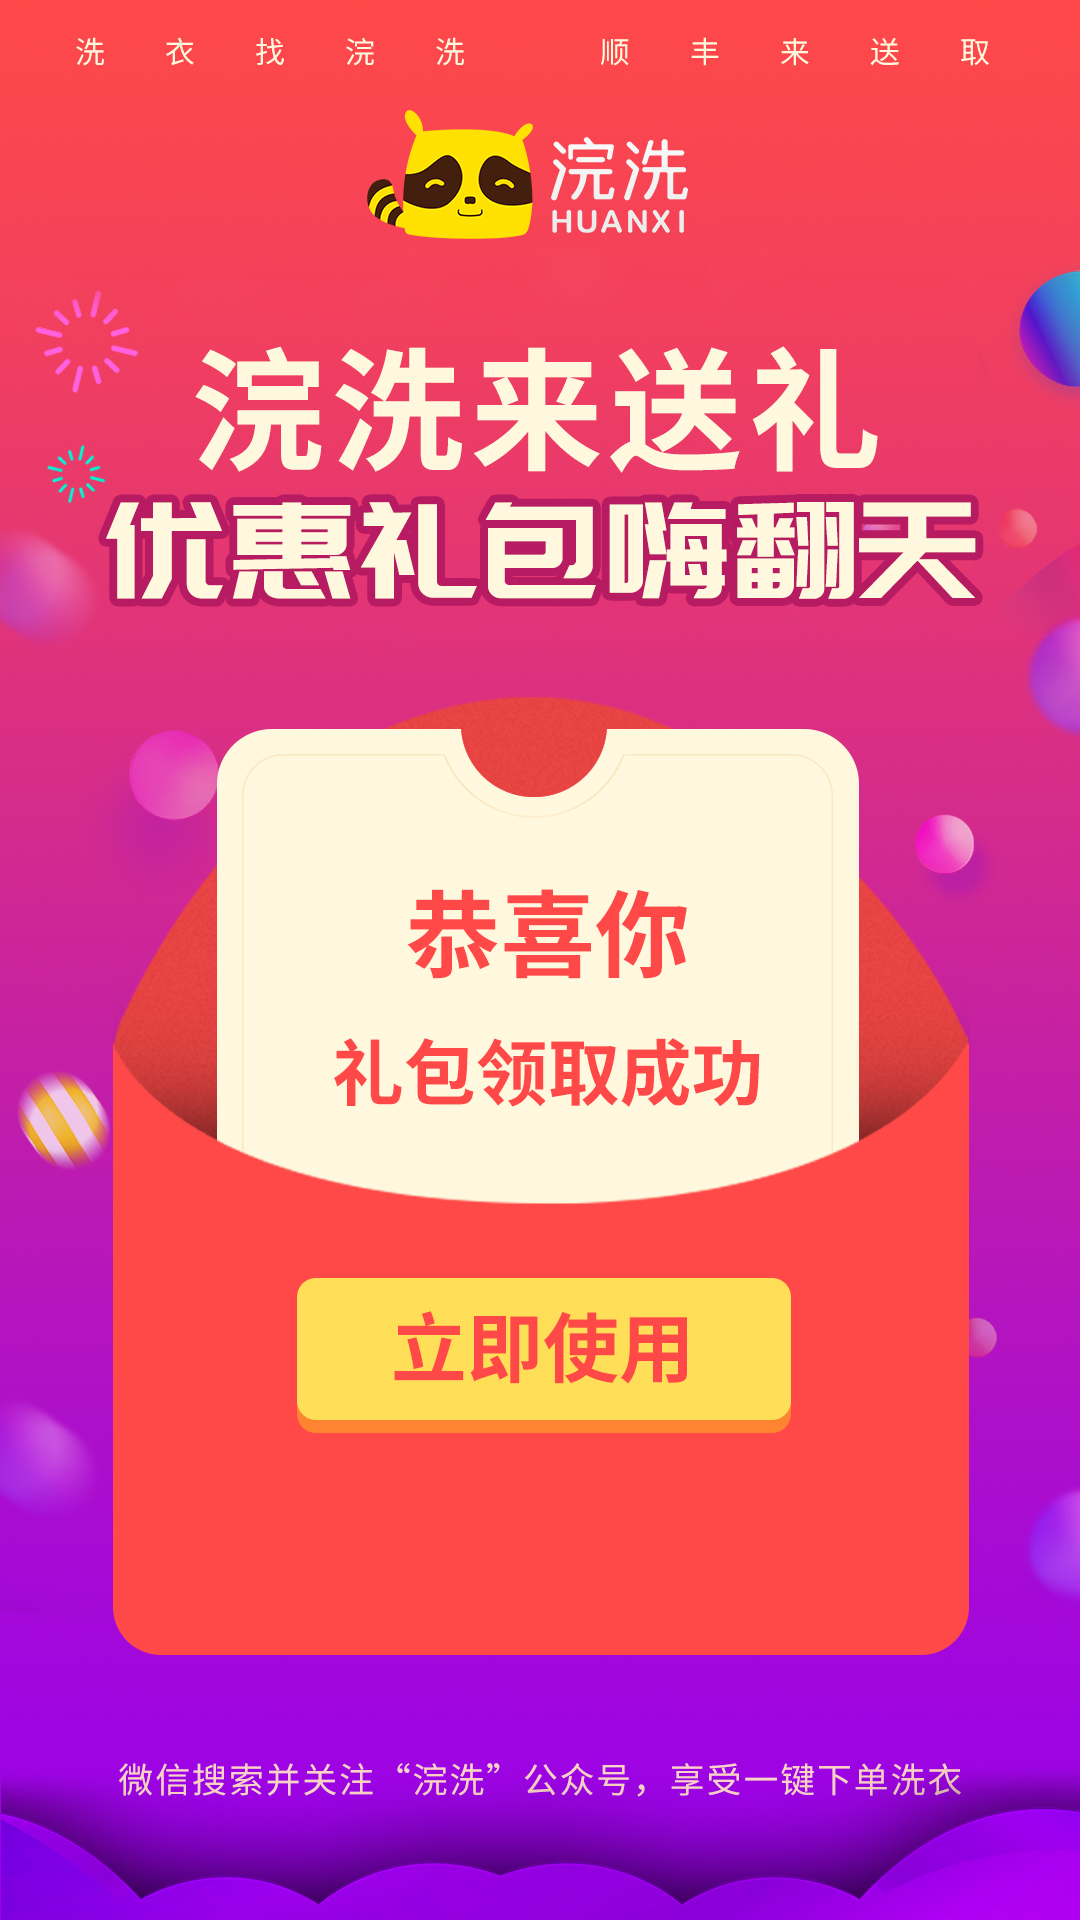 洗衣找浣洗 顺丰来送取
浣洗
HUANXI
浣洗来送礼
优惠礼包嗨翻天
恭喜你
礼包领取成功
立即使用
微信搜索并关注“浣洗”公众号，享受一键下单洗衣